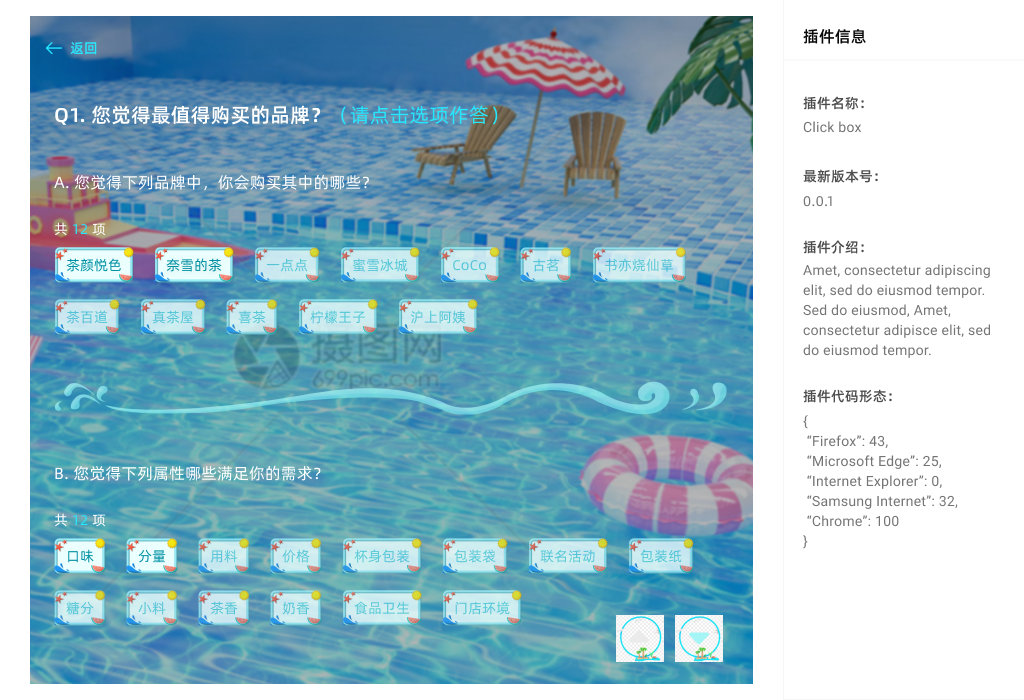 返回
Q1. 您觉得最值得购买的品牌？（请点击选项作答）
A. 您觉得下列品牌中，你会购买其中的哪些？
共 12 项
茶颜悦色 奈雪的茶 一点点 蜜雪冰城 CoCo 古茗 书亦烧仙草
茶百道 真茶屋 喜茶 柠檬王子 沪上阿姨
摄图网
699pic.com
B. 您觉得下列属性哪些满足你的需求？
共 12 项
口味 分量 用料 价格 杯身包装 包装袋 联名活动 包装纸
糖分 小料 茶香 奶香 食品卫生 门店环境
插件信息
插件名称：
Click box
最新版本号：
0.0.1
插件介绍：
Amet, consectetur adipiscing
elit, sed do eiusmod tempor.
Sed do eiusmod, Amet,
consectetur adipisce elit, sed
do eiusmod tempor.
插件代码形态：
{
“Firefox”: 43,
“Microsoft Edge”: 25,
“Internet Explorer”: 0,
“Samsung Internet”: 32,
“Chrome”: 100
}